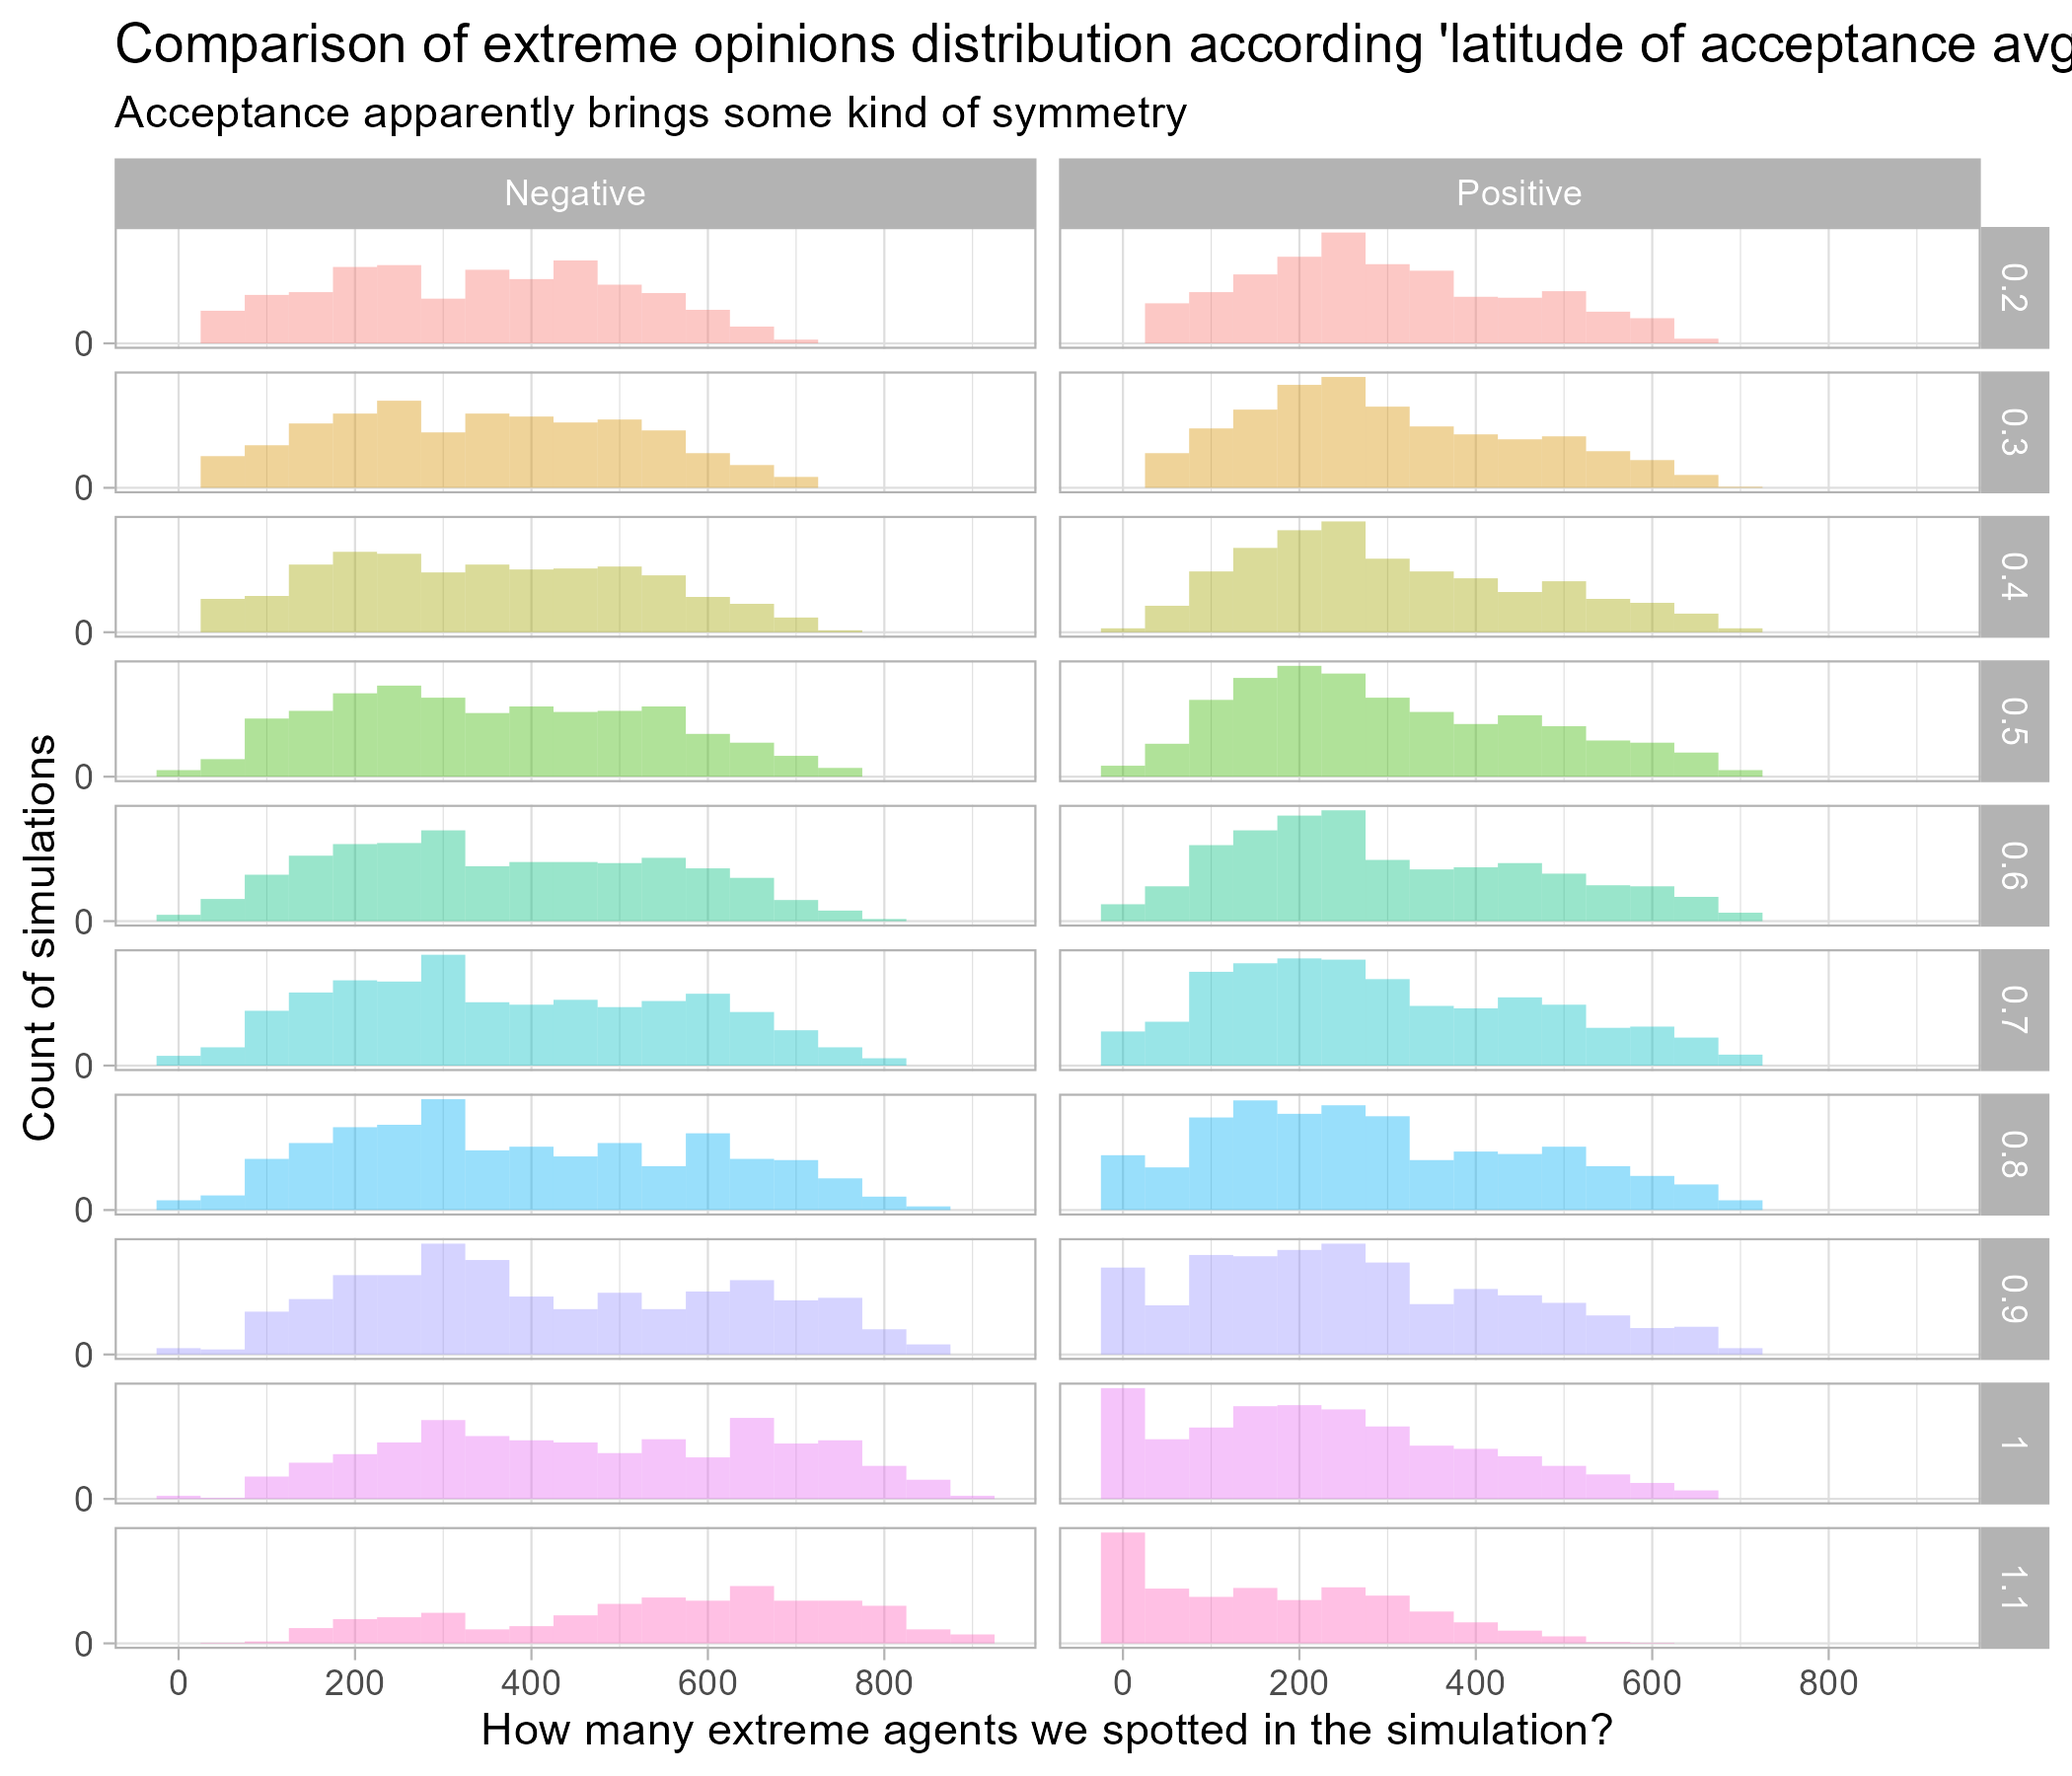 Comparison of extreme opinions distribution according 'latitude of acceptance avg
Acceptance apparently brings some kind of symmetry
Negative
Positive
0
0.2
0
0.3
0
0.4
0
0.5
0
0.6
0
0.7
0
0.8
0
0.9
0
1
0
1.1
Count of simulations
0 200 400 600 800
0 200 400 600 800
How many extreme agents we spotted in the simulation?